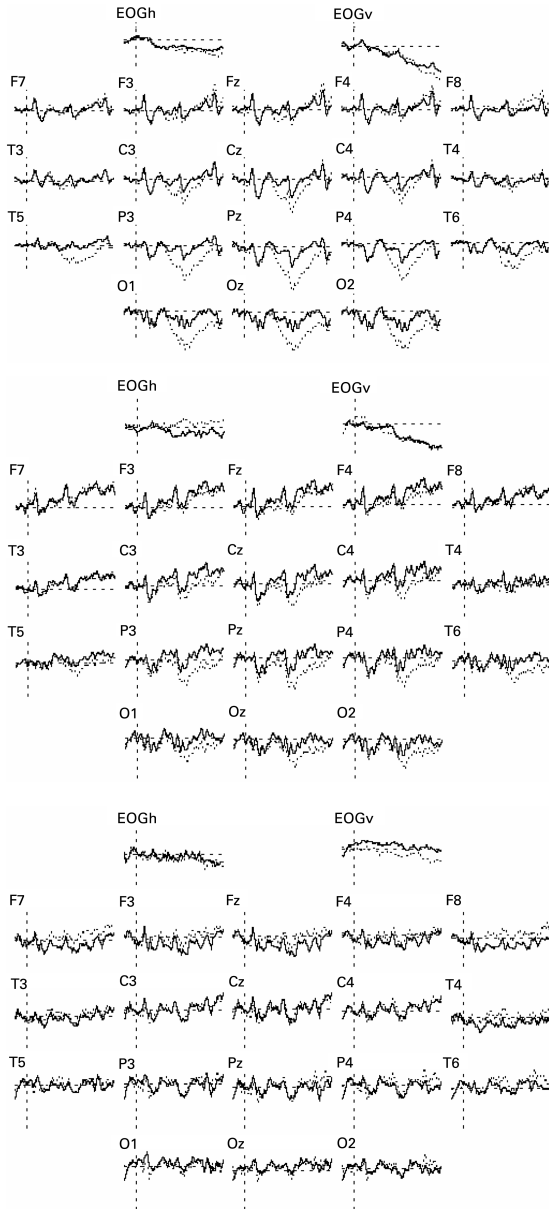 EOGh EOGv
F7 F3 Fz F4 F8
T3 C3 Cz C4 T4
T5 P3 Pz P4 T6
O1 Oz O2
EOGh EOGv
F7 F3 Fz F4 F8
T3 C3 Cz C4 T4
T5 P3 Pz P4 T6
O1 Oz O2
EOGh EOGv
F7 F3 Fz F4 F8
T3 C3 Cz C4 T4
T5 P3 Pz P4 T6
O1 Oz O2